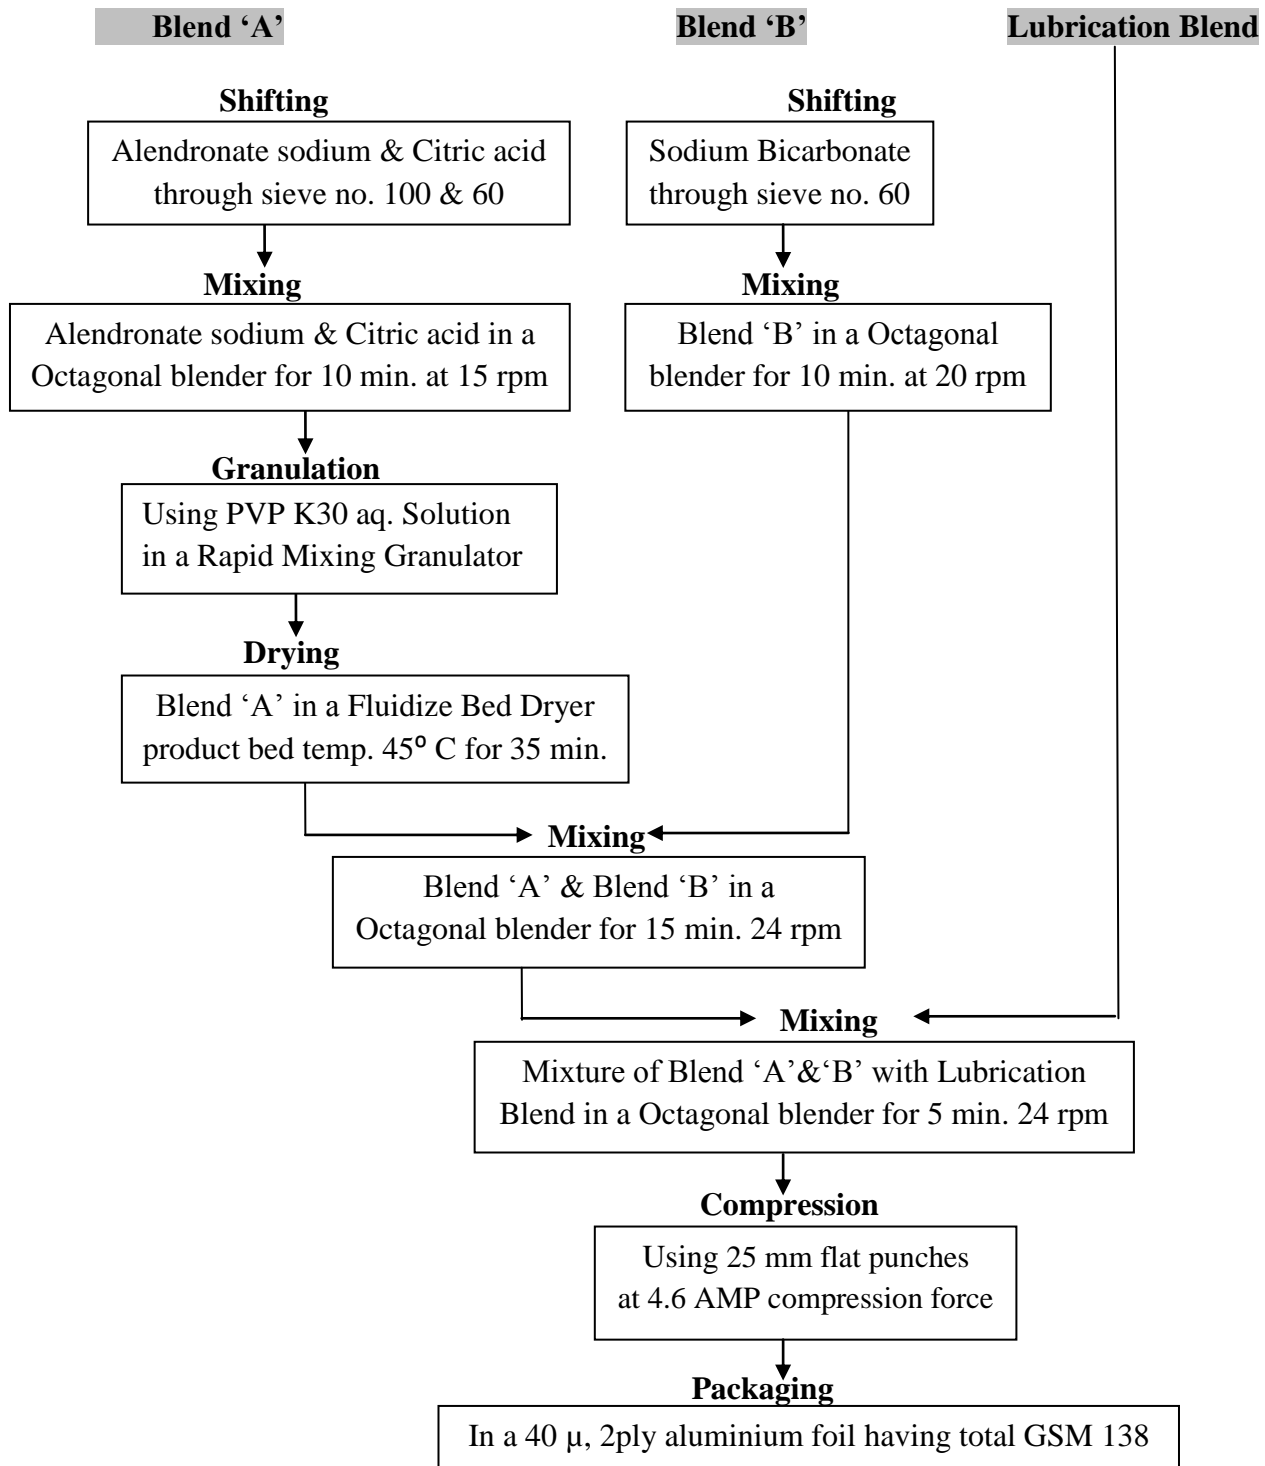 Blend ‘A’
Blend ‘B’
Lubrication Blend
Shifting
Alendronate sodium & Citric acid
through sieve no. 100 & 60
Shifting
Sodium Bicarbonate
through sieve no. 60
Mixing
Alendronate sodium & Citric acid in a
Octagonal blender for 10 min. at 15 rpm
Mixing
Blend ‘B’ in a Octagonal
blender for 10 min. at 20 rpm
Granulation
Using PVP K30 aq. Solution
in a Rapid Mixing Granulator
Drying
Blend ‘A’ in a Fluidize Bed Dryer
product bed temp. 45⁰ C for 35 min.
Mixing
Blend ‘A’ & Blend ‘B’ in a
Octagonal blender for 15 min. 24 rpm
Mixing
Mixture of Blend ‘A’&‘B’ with Lubrication
Blend in a Octagonal blender for 5 min. 24 rpm
Compression
Using 25 mm flat punches
at 4.6 AMP compression force
Packaging
In a 40 µ, 2ply aluminium foil having total GSM 138